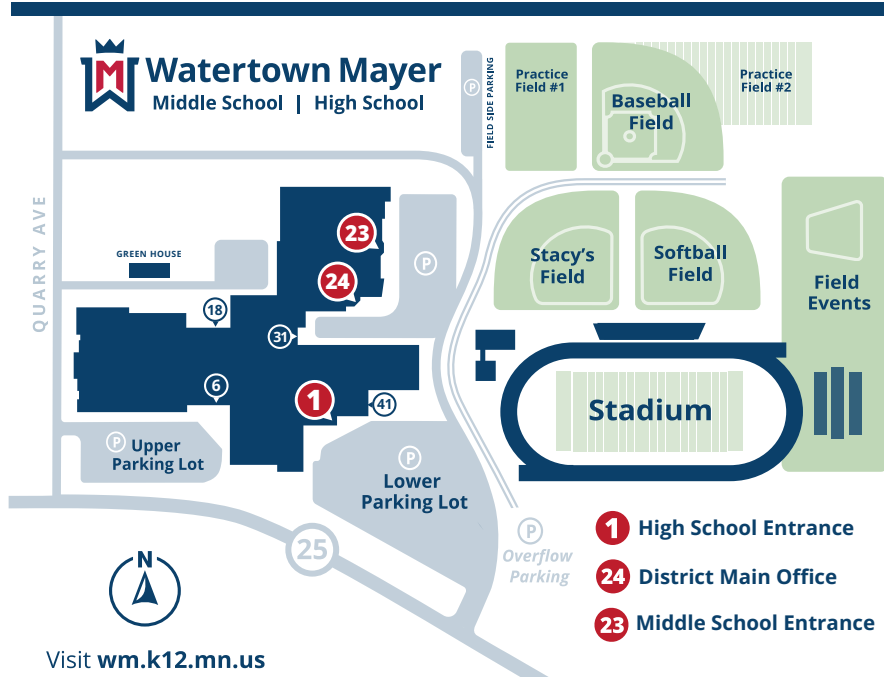 M
Watertown Mayer
Middle School | High School
P
FIELD SIDE PARKING
Practice
Field #1
Baseball
Field
Practice
Field #2
QUARRY AVE
GREEN HOUSE
23
24
P
18
31
6
1
41
Stacy's
Field
Softball
Field
Field
Events
Stadium
P
Upper
Parking Lot
P
Lower
Parking Lot
25
P
Overflow
Parking
1 High School Entrance
24 District Main Office
23 Middle School Entrance
N
Visit wm.k12.mn.us